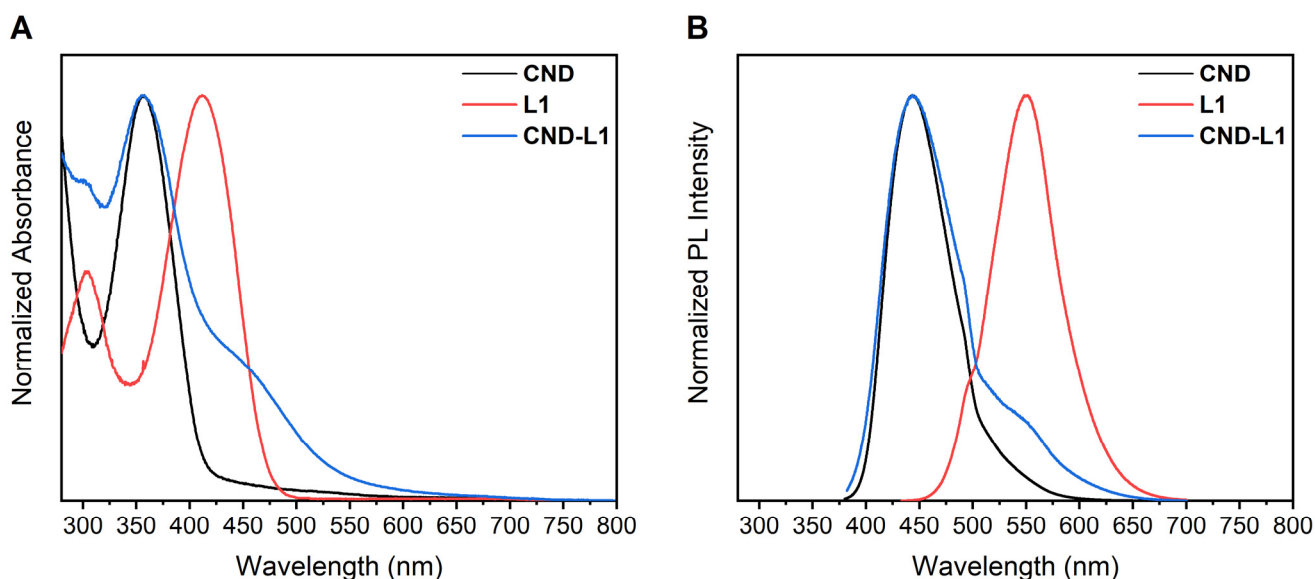 A
CND
L1
CND-L1
Normalized Absorbance
300 350 400 450 500 550 600 650 700 750 800
Wavelength (nm)
B
CND
L1
CND-L1
Normalized PL Intensity
300 350 400 450 500 550 600 650 700 750 800
Wavelength (nm)